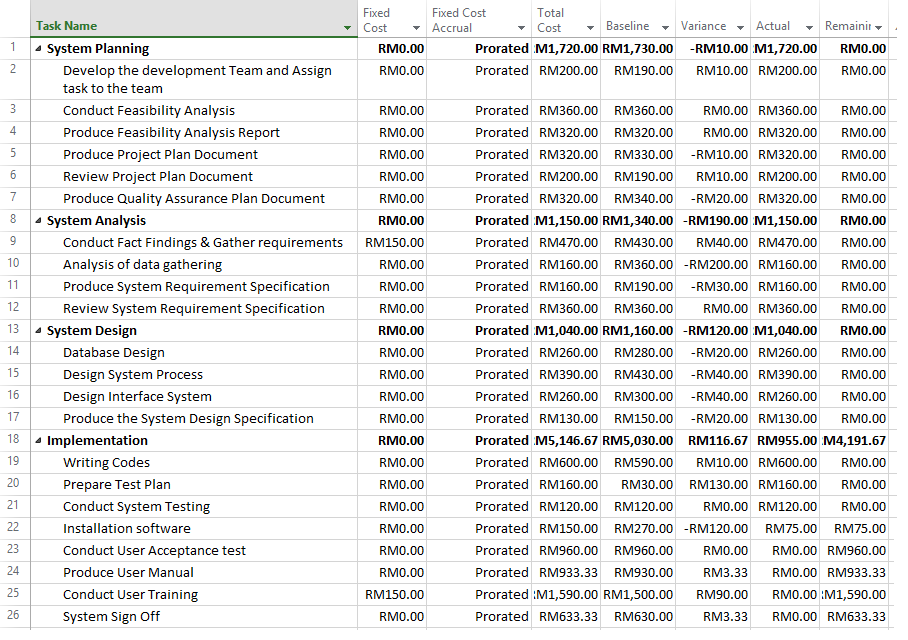 Task Name
Fixed
Cost
Fixed Cost
Accrual
Total
Cost
Baseline
Variance
Actual
Remainin
1 System Planning RM0.00 Prorated M1,720.00 RM1,730.00 -RM10.00 M1,720.00 RM0.00
2 Develop the development Team and Assign RM0.00 Prorated RM200.00 RM190.00 RM10.00 RM200.00 RM0.00
task to the team
3 Conduct Feasibility Analysis RM0.00 Prorated RM360.00 RM360.00 RM0.00 RM360.00 RM0.00
4 Produce Feasibility Analysis Report RM0.00 Prorated RM320.00 RM320.00 RM0.00 RM320.00 RM0.00
5 Produce Project Plan Document RM0.00 Prorated RM320.00 RM330.00 -RM10.00 RM320.00 RM0.00
6 Review Project Plan Document RM0.00 Prorated RM200.00 RM190.00 RM10.00 RM200.00 RM0.00
7 Produce Quality Assurance Plan Document RM0.00 Prorated RM320.00 RM340.00 -RM20.00 RM320.00 RM0.00
8 System Analysis RM0.00 Prorated M1,150.00 RM1,340.00 -RM190.00 M1,150.00 RM0.00
9 Conduct Fact Findings & Gather requirements RM150.00 Prorated RM470.00 RM430.00 RM40.00 RM470.00 RM0.00
10 Analysis of data gathering RM0.00 Prorated RM160.00 RM360.00 -RM200.00 RM160.00 RM0.00
11 Produce System Requirement Specification RM0.00 Prorated RM160.00 RM190.00 -RM30.00 RM160.00 RM0.00
12 Review System Requirement Specification RM0.00 Prorated RM360.00 RM360.00 RM0.00 RM360.00 RM0.00
13 System Design RM0.00 Prorated M1,040.00 RM1,160.00 -RM120.00 M1,040.00 RM0.00
14 Database Design RM0.00 Prorated RM260.00 RM280.00 -RM20.00 RM260.00 RM0.00
15 Design System Process RM0.00 Prorated RM390.00 RM430.00 -RM40.00 RM390.00 RM0.00
16 Design Interface System RM0.00 Prorated RM260.00 RM300.00 -RM40.00 RM260.00 RM0.00
17 Produce the System Design Specification RM0.00 Prorated RM130.00 RM150.00 -RM20.00 RM130.00 RM0.00
18 Implementation RM0.00 Prorated M5,146.67 RM5,030.00 RM116.67 RM955.00 M4,191.67
19 Writing Codes RM0.00 Prorated RM600.00 RM590.00 RM10.00 RM600.00 RM0.00
20 Prepare Test Plan RM0.00 Prorated RM160.00 RM30.00 RM130.00 RM160.00 RM0.00
21 Conduct System Testing RM0.00 Prorated RM120.00 RM120.00 RM0.00 RM120.00 RM0.00
22 Installation software RM0.00 Prorated RM150.00 RM270.00 -RM120.00 RM75.00 RM75.00
23 Conduct User Acceptance test RM0.00 Prorated RM960.00 RM960.00 RM0.00 RM0.00 RM960.00
24 Produce User Manual RM0.00 Prorated RM933.33 RM930.00 RM3.33 RM0.00 RM933.33
25 Conduct User Training RM150.00 Prorated M1,590.00 RM1,500.00 RM90.00 RM0.00 M1,590.00
26 System Sign Off RM0.00 Prorated RM633.33 RM630.00 RM3.33 RM0.00 RM633.33